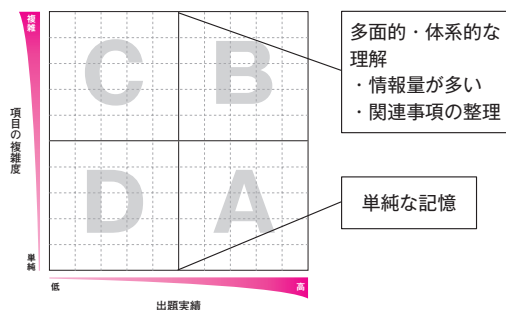 複雑
項目の複雑度
単純
C
B
D
A
低
高
出題実績
多面的・体系的な
理解
・情報量が多い
・関連事項の整理
単純な記憶